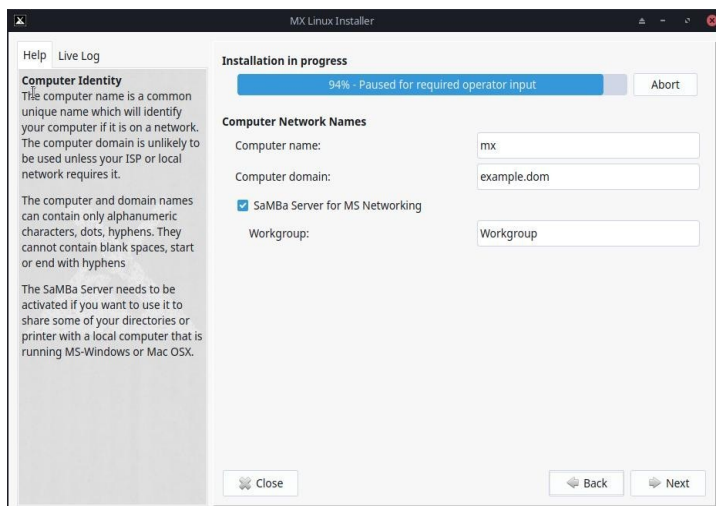 MX Linux Installer
Help
Live Log
Computer Identity
The computer name is a common
unique name which will identify
your computer if it is on a network.
The computer domain is unlikely to
be used unless your ISP or local
network requires it.
The computer and domain names
can contain only alphanumeric
characters, dots, hyphens. They
cannot contain blank spaces, start
or end with hyphens
The SaMBa Server needs to be
activated if you want to use it to
share some of your directories or
printer with a local computer that is
running MS-Windows or Mac OSX.
Installation in progress
94% - Paused for required operator input
Abort
Computer Network Names
Computer name: mx
Computer domain: example.dom
SaMBa Server for MS Networking
Workgroup: Workgroup
Close
Back
Next